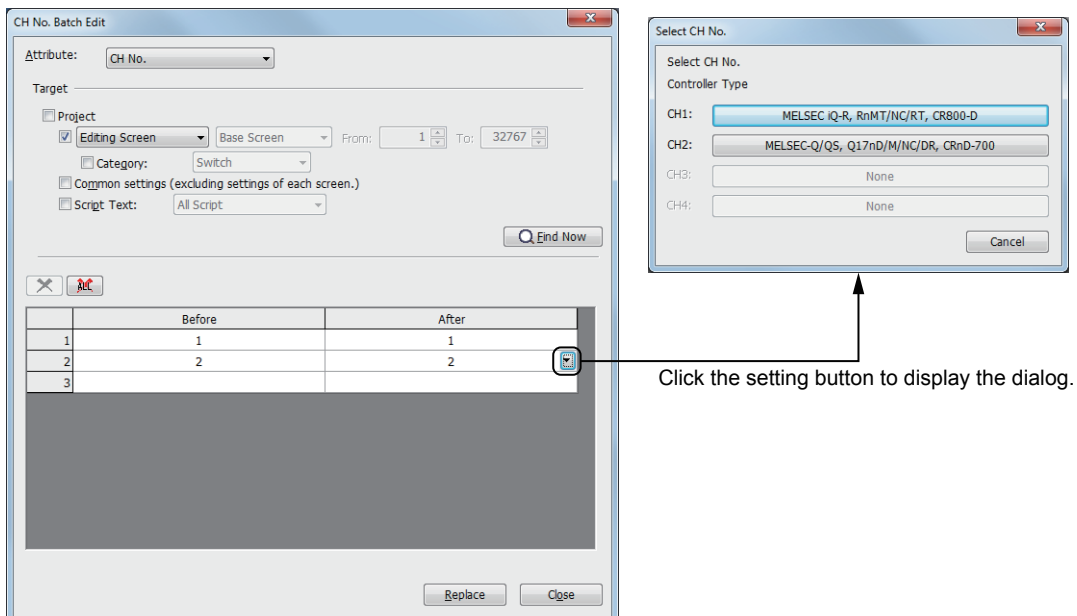 CH No. Batch Edit
Attribute: CH No.
Target
Project
Editing Screen Base Screen From: 1 To: 32767
Category: Switch
Common settings (excluding settings of each screen.)
Script Text: All Script
Find Now
ALL
Before After
1 1 1
2 2 2
3
Replace Close
Select CH No.
Select CH No.
Controller Type
CH1: MELSEC iQ-R, RnMT/NC/RT, CR800-D
CH2: MELSEC-Q/QS, Q17nD/M/NC/DR, CRnD-700
CH3: None
CH4: None
Cancel
Click the setting button to display the dialog.